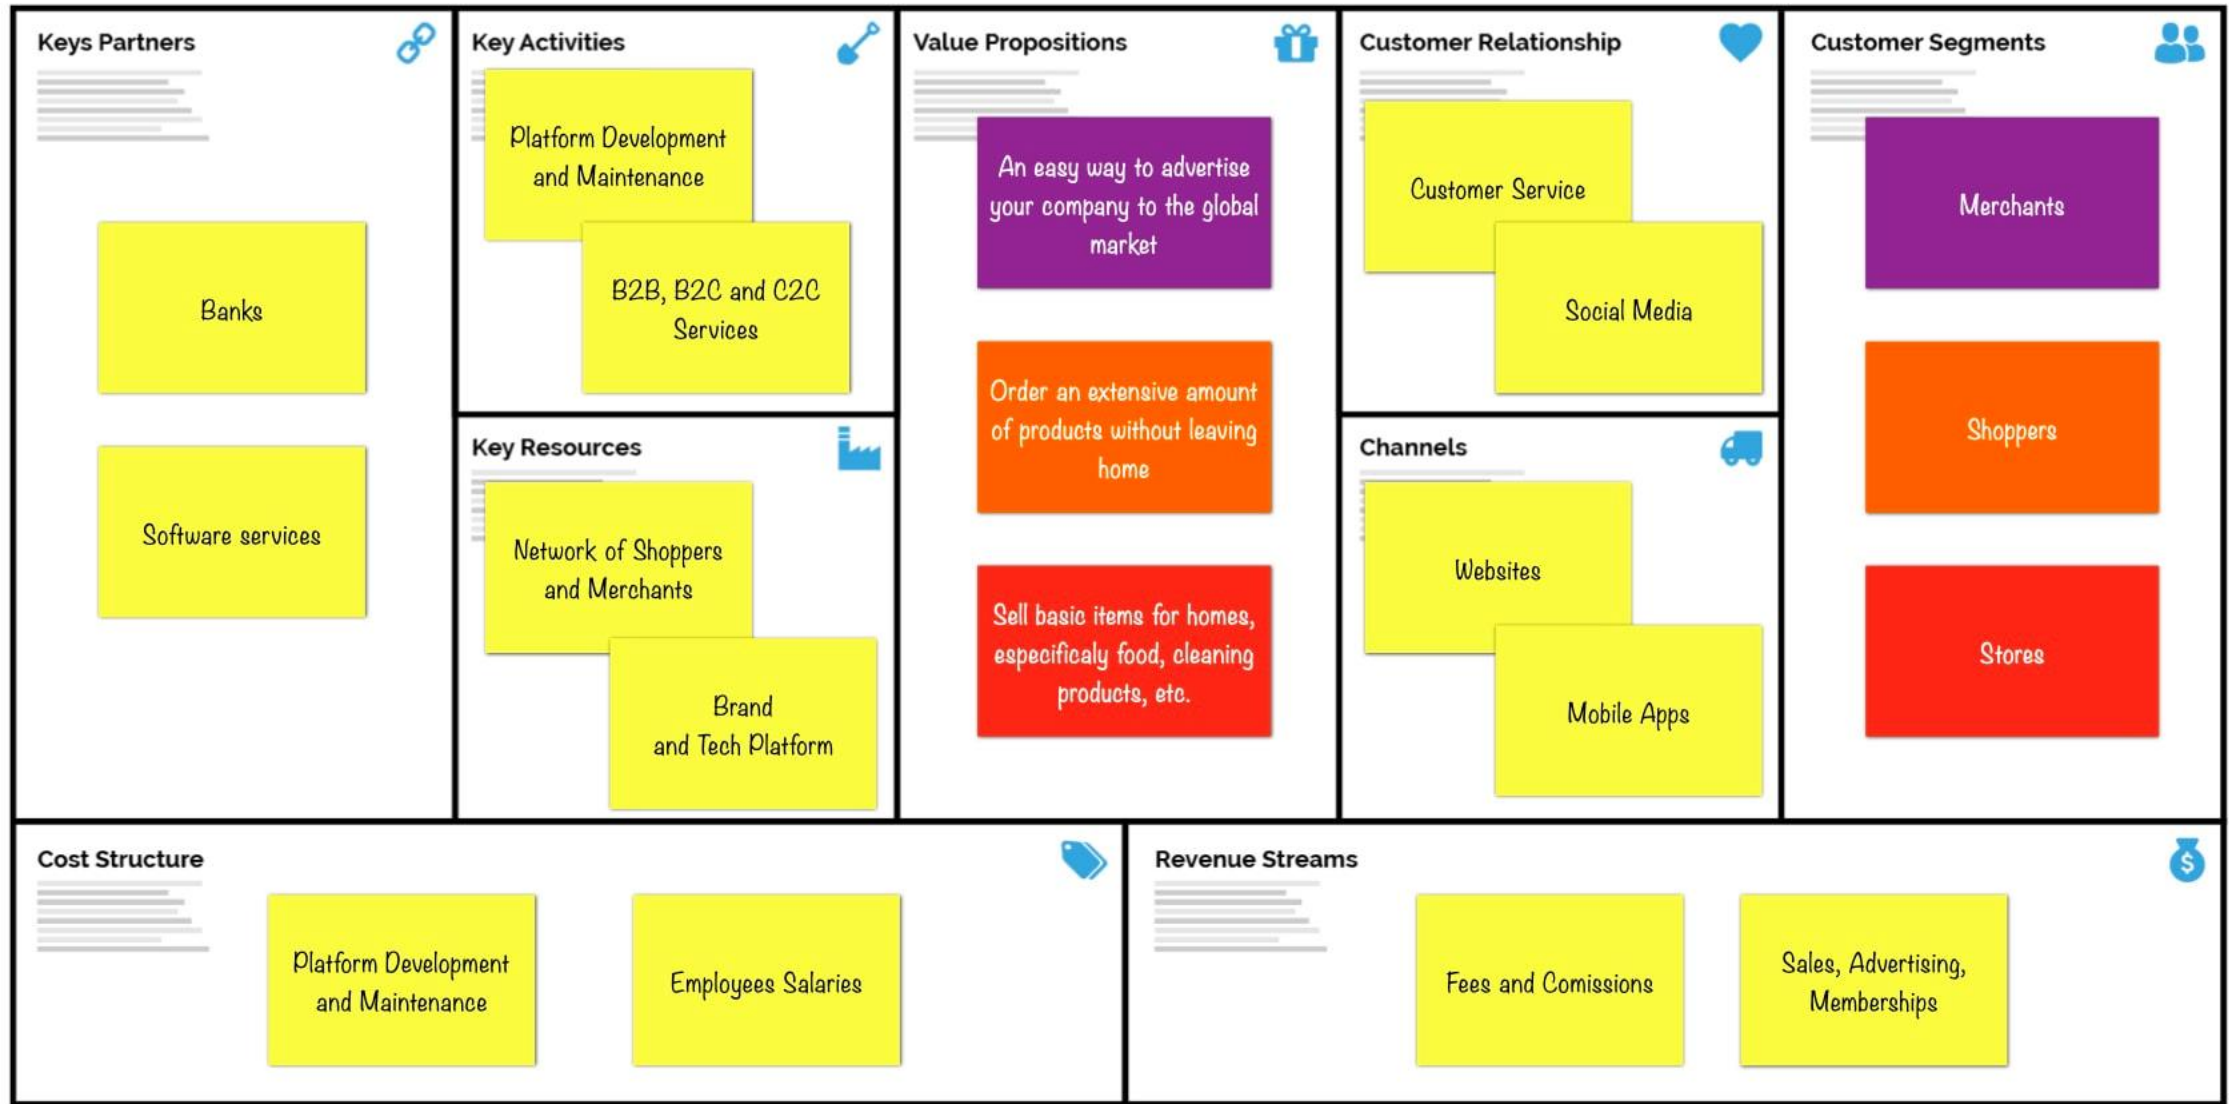 Keys Partners
Banks
Software services
Key Activities
Platform Development
and Maintenance
B2B, B2C and C2C
Services
Key Resources
Network of Shoppers
and Merchants
Brand
and Tech Platform
Value Propositions
An easy way to advertise
your company to the global
market
Order an extensive amount
of products without leaving
home
Sell basic items for homes,
especificaly food, cleaning
products, etc.
Customer Relationship
Customer Service
Social Media
Channels
Websites
Mobile Apps
Customer Segments
Merchants
Shoppers
Stores
Cost Structure
Platform Development
and Maintenance
Employees Salaries
Revenue Streams
$
Fees and Comissions
Sales, Advertising,
Memberships